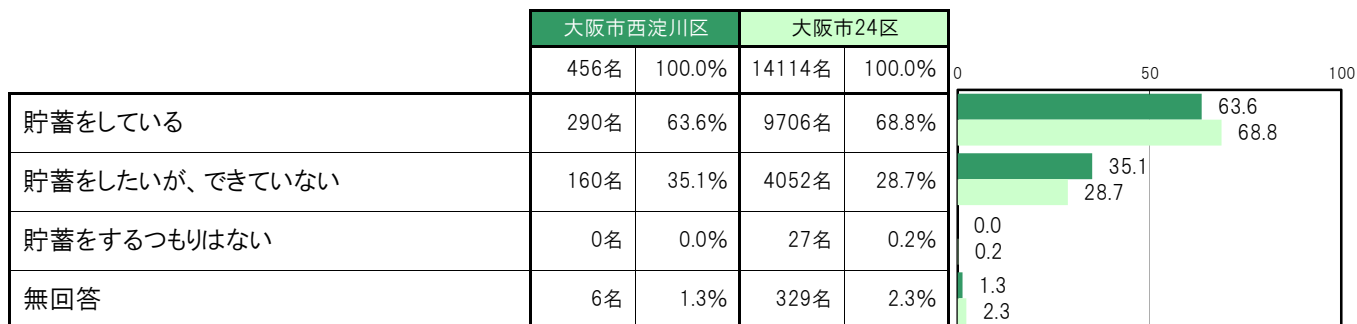 大阪市西淀川区 大阪市24区
456名 100.0% 14114名 100.0% 0 50 100
貯蓄をしている 290名 63.6% 9706名 68.8% 63.6
68.8
貯蓄をしたいが、できていない 160名 35.1% 4052名 28.7% 35.1
28.7
貯蓄をするつもりはない 0名 0.0% 27名 0.2% 0.0
0.2
無回答 6名 1.3% 329名 2.3% 1.3
2.3